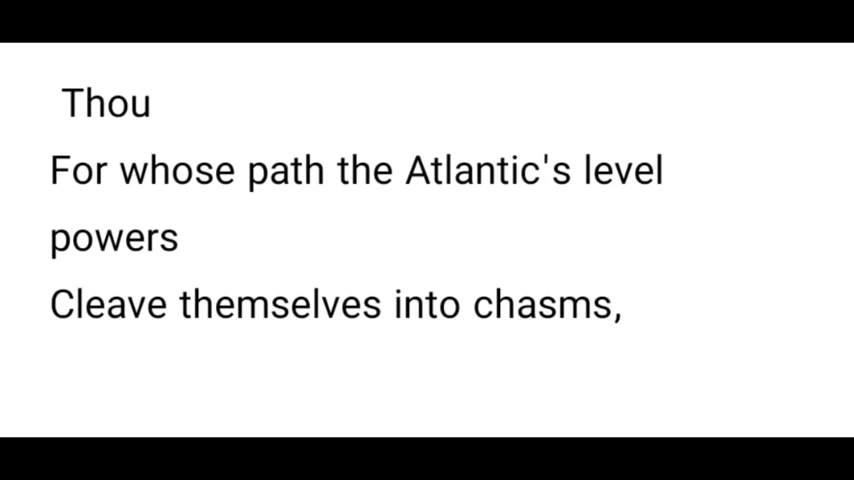 Thou
For whose path the Atlantic's level
powers
Cleave themselves into chasms,